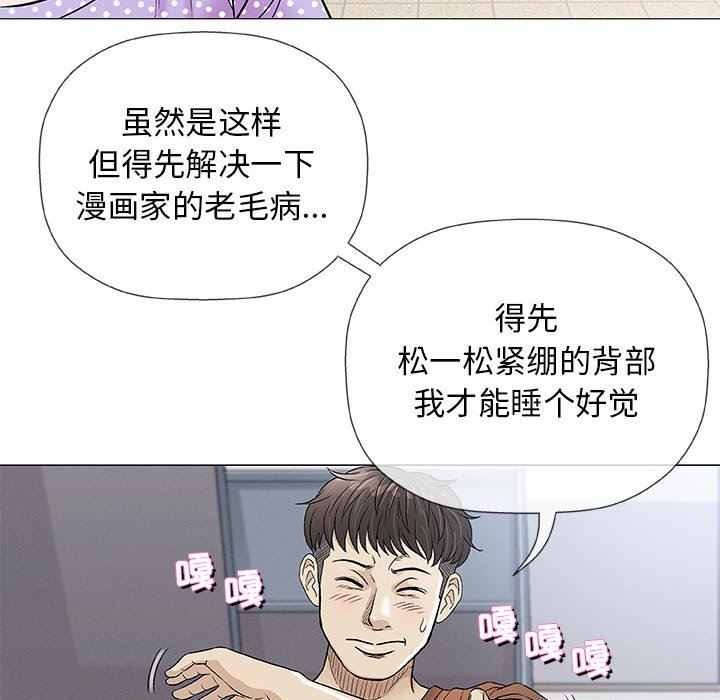 虽然是这样
但得先解决一下
漫画家的老毛病...
得先
松一松紧绷的背部
我才能睡个好觉
嘎
嘎
嘎
嘎
嘎